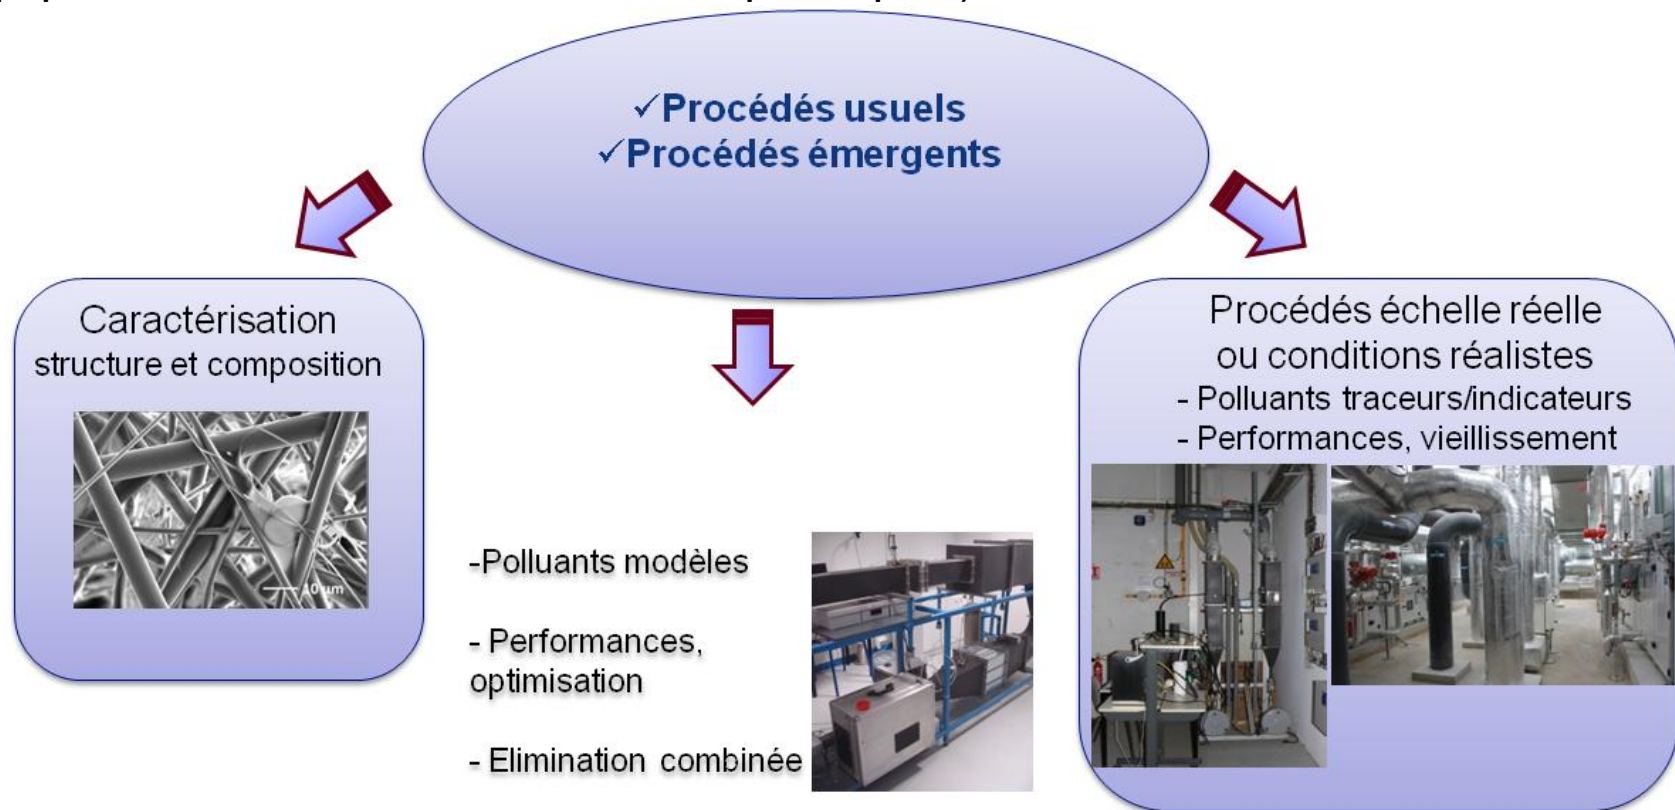 ✓Procédés usuels
✓Procédés émergents
Caractérisation
structure et composition
10 µm
-Polluants modèles
- Performances,
optimisation
- Elimination combinée
Procédés échelle réelle
ou conditions réalistes
- Polluants traceurs/indicateurs
- Performances, vieillissement